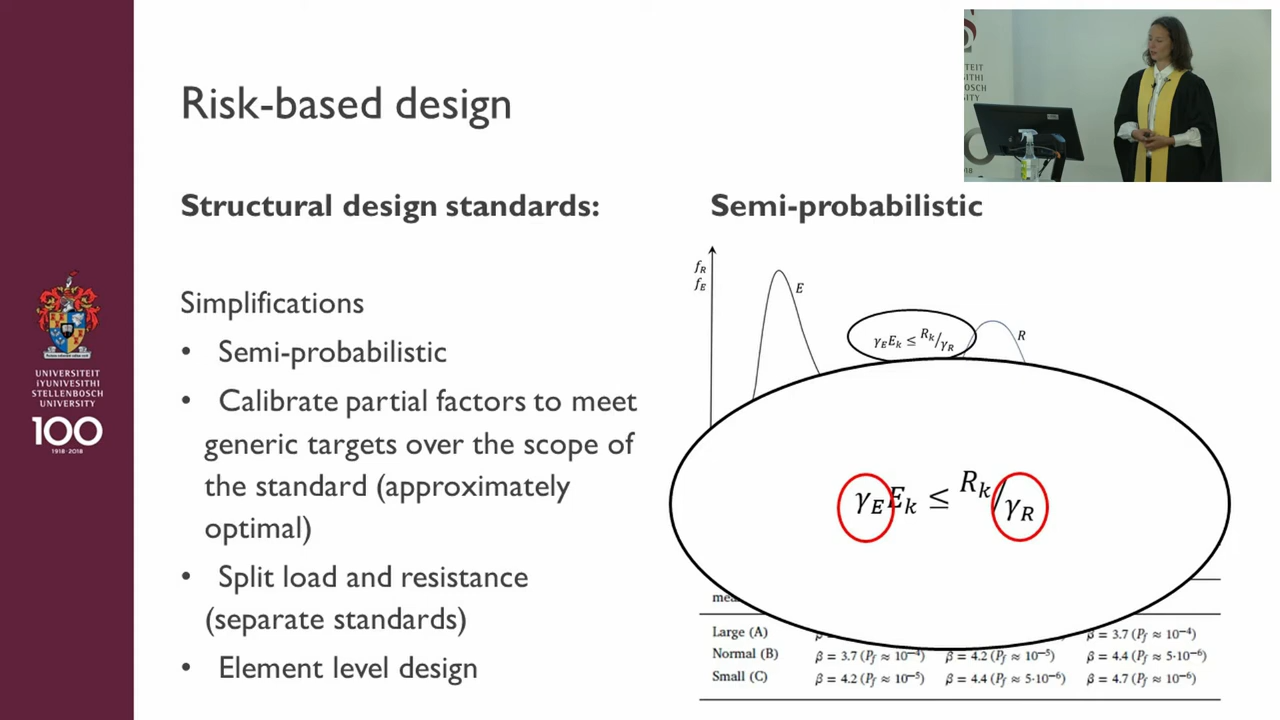 Risk-based design
Structural design standards:
Simplifications
• Semi-probabilistic
• Calibrate partial factors to meet
generic targets over the scope of
the standard (approximately
optimal)
• Split load and resistance
(separate standards)
• Element level design
Semi-probabilistic
f_R
f_E
E
γ_E E_k ≤ R_k/γ_R
R
γ_E E_k ≤ R_k/γ_R
Large (A) β = 3.7 (P_f ≈ 10⁻⁴)
Normal (B) β = 3.7 (P_f ≈ 10⁻⁴) β = 4.2 (P_f ≈ 10⁻⁵) β = 4.4 (P_f ≈ 5·10⁻⁶)
Small (C) β = 4.2 (P_f ≈ 10⁻⁵) β = 4.4 (P_f ≈ 5·10⁻⁶) β = 4.7 (P_f ≈ 10⁻⁶)
UNIVERSITEIT
iYUNIVESITHI
STELLENBOSCH
UNIVERSITY
100
1918·2018